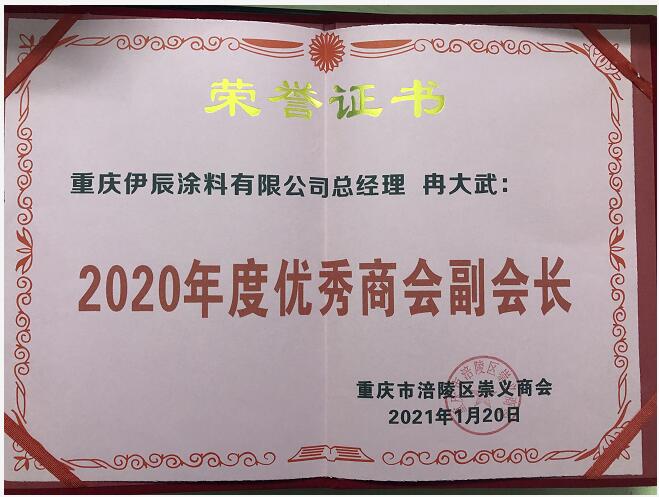 荣誉证书
重庆伊辰涂料有限公司总经理 冉大武：
2020年度优秀商会副会长
重庆市涪陵区崇义商会
2021年1月20日